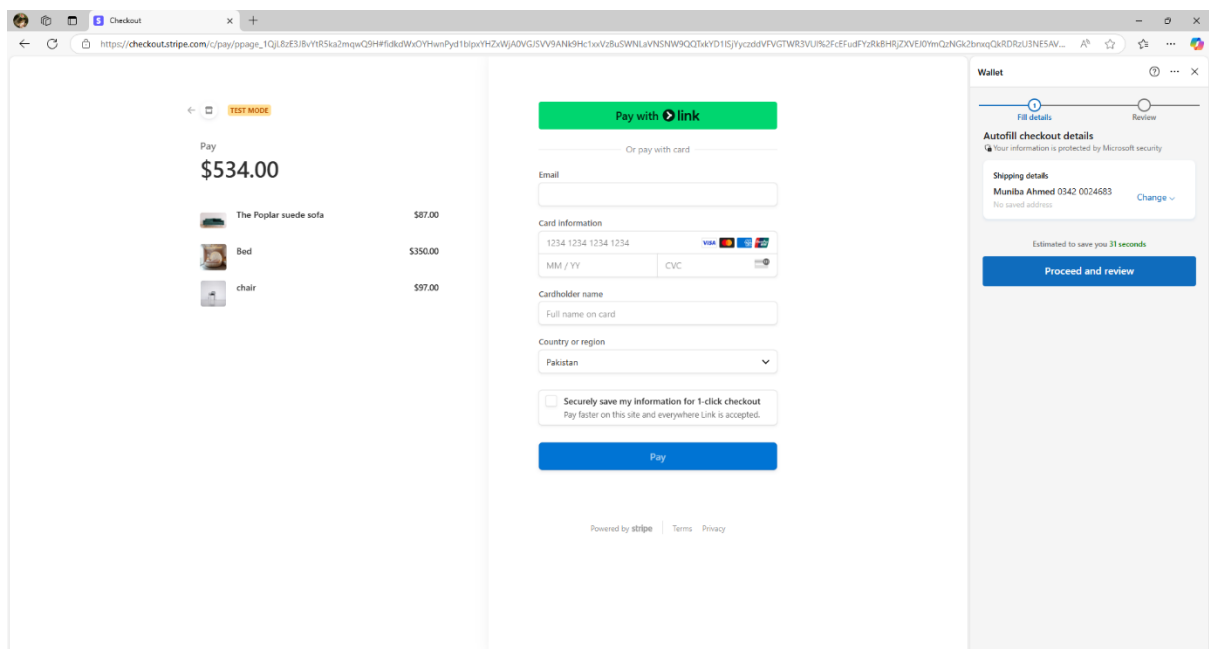 Checkout
https://checkout.stripe.com/c/pay/ppage_1QjL8zE3J8vYtR5ka2mqwQ9H#fidkdWxOYHwnPyd1blpxYHZxWjA0VGJSVV9ANk9Hc1xxVzBuSWNLaVNSNW9QQTxkYD1lSjYyczddVFVGTWR3VUl%2FcEFudFYzRkBHRjZXVEJ0YmQzNGk2bnxqQkRDRzU3NE5AV...
TEST MODE
Pay
$534.00
The Poplar suede sofa $87.00
Bed $350.00
chair $97.00
Pay with link
Or pay with card
Email
Card information
1234 1234 1234 1234 VISA
MM / YY CVC
Cardholder name
Full name on card
Country or region
Pakistan
Securely save my information for 1-click checkout
Pay faster on this site and everywhere Link is accepted.
Pay
Powered by stripe Terms Privacy
Wallet
1
Fill details Review
Autofill checkout details
Your information is protected by Microsoft security
Shipping details
Muniba Ahmed 0342 0024683
No saved address
Change
Estimated to save you 31 seconds
Proceed and review